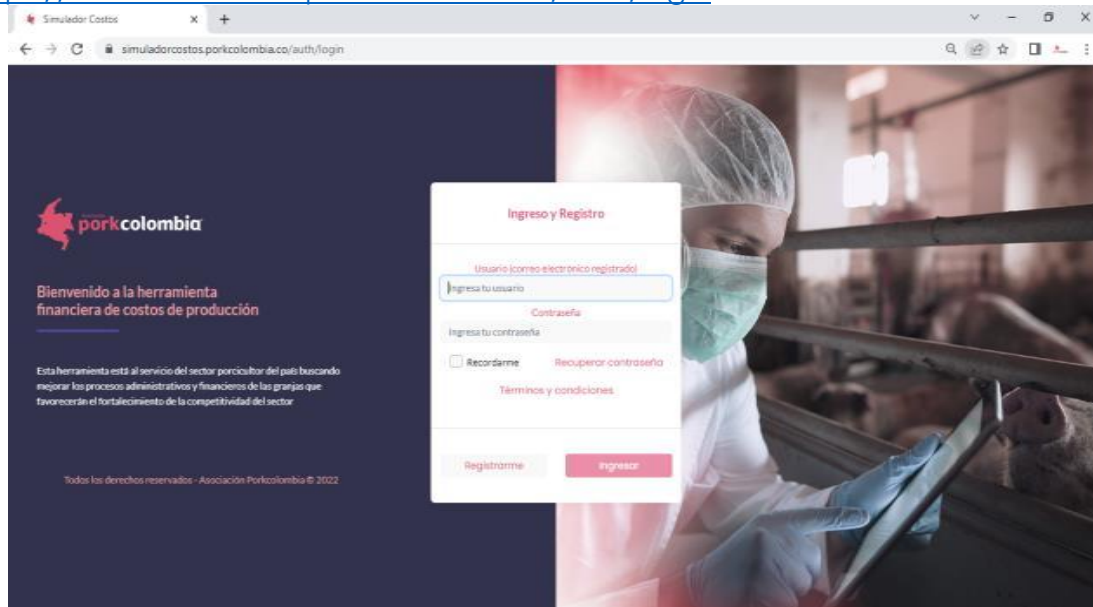 Simulador Costos
simuladorcostos.porkcolombia.co/auth/login
porkcolombia
Bienvenido a la herramienta
financiera de costos de producción
Esta herramienta está al servicio del sector porcicultor del país buscando
mejorar los procesos administrativos y financieros de las granjas que
favorecerán el fortalecimiento de la competitividad del sector
Todos los derechos reservados - Asociación Porkcolombia © 2022
Ingreso y Registro
Usuario (correo electronico registrado)
Ingresa tu usuario
Contraseña
Ingresa tu contraseña
Recordarme Recuperar contraseña
Términos y condiciones
Registrarme Ingresar